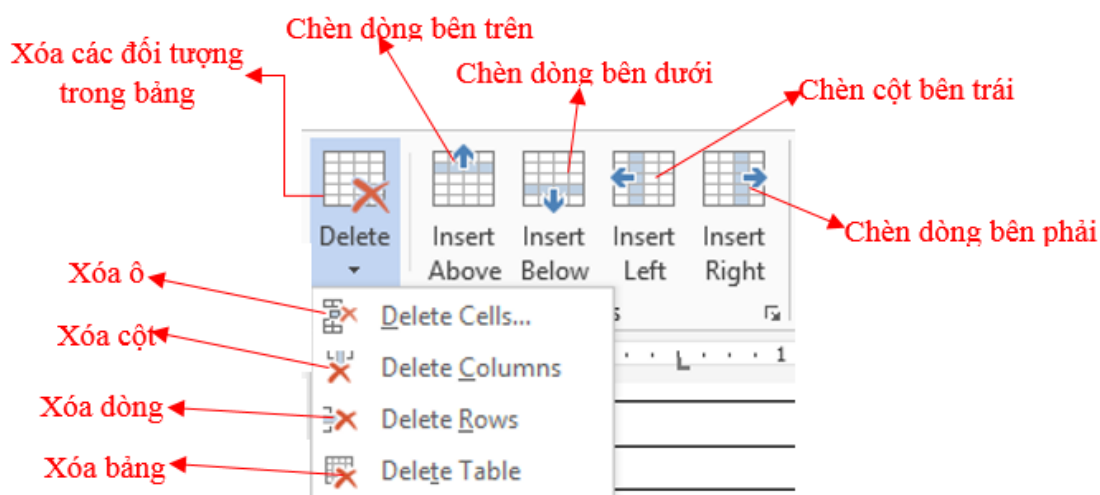 Chèn dòng bên trên
Xóa các đối tượng
trong bảng
Chèn dòng bên dưới
Chèn cột bên trái
Delete
Insert
Above
Insert
Below
Insert
Left
Insert
Right
Chèn dòng bên phải
Xóa ô
Delete Cells...
s
Xóa cột
Delete Columns
1
Xóa dòng
Delete Rows
Xóa bảng
Delete Table